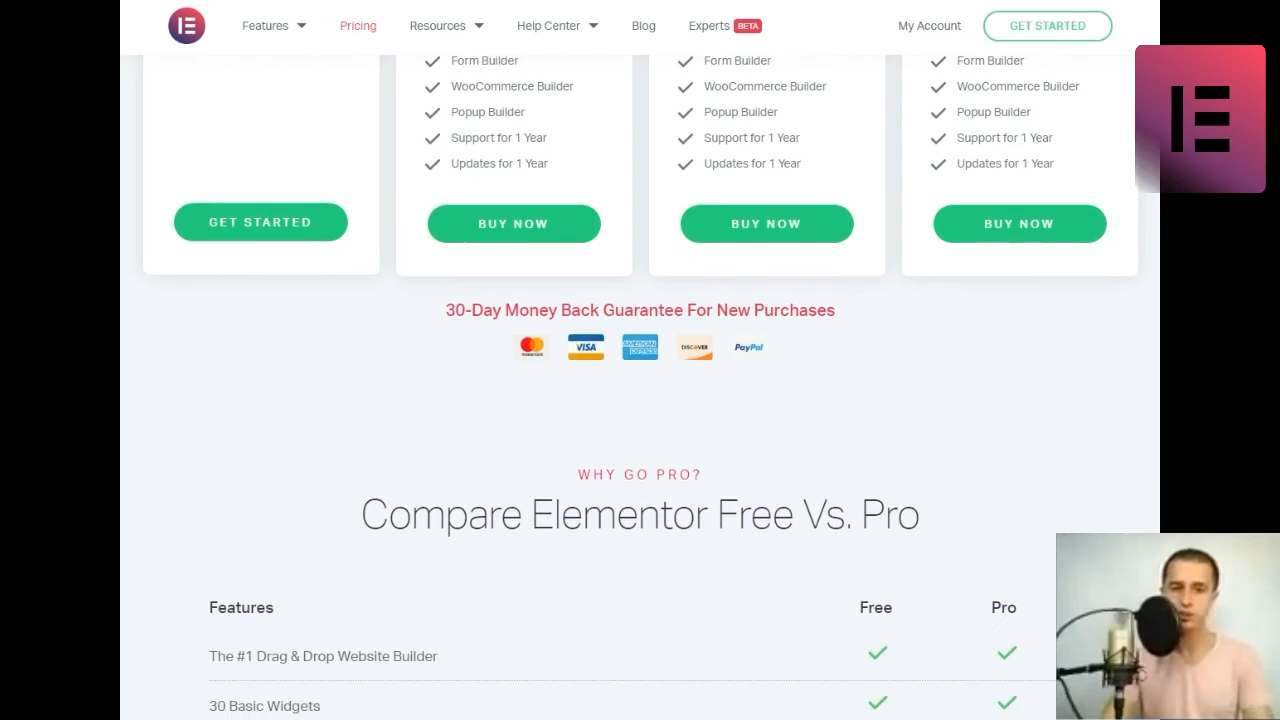 Features Pricing Resources Help Center Blog Experts BETA My Account GET STARTED
Form Builder Form Builder Form Builder
WooCommerce Builder WooCommerce Builder WooCommerce Builder
Popup Builder Popup Builder Popup Builder
Support for 1 Year Support for 1 Year Support for 1 Year
Updates for 1 Year Updates for 1 Year Updates for 1 Year
GET STARTED BUY NOW BUY NOW BUY NOW
30-Day Money Back Guarantee For New Purchases
mastercard VISA AMERICAN EXPRESS DISCOVER PayPal
WHY GO PRO?
Compare Elementor Free Vs. Pro
Features Free Pro
The #1 Drag & Drop Website Builder
30 Basic Widgets